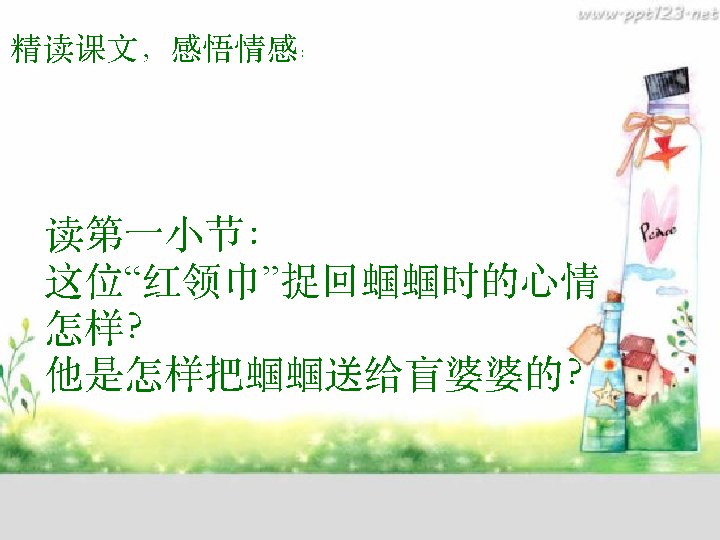 www.ppt123.net
精读课文，感悟情感：
读第一小节：
这位“红领巾”捉回蝈蝈时的心情
怎样？
他是怎样把蝈蝈送给盲婆婆的？
Peace